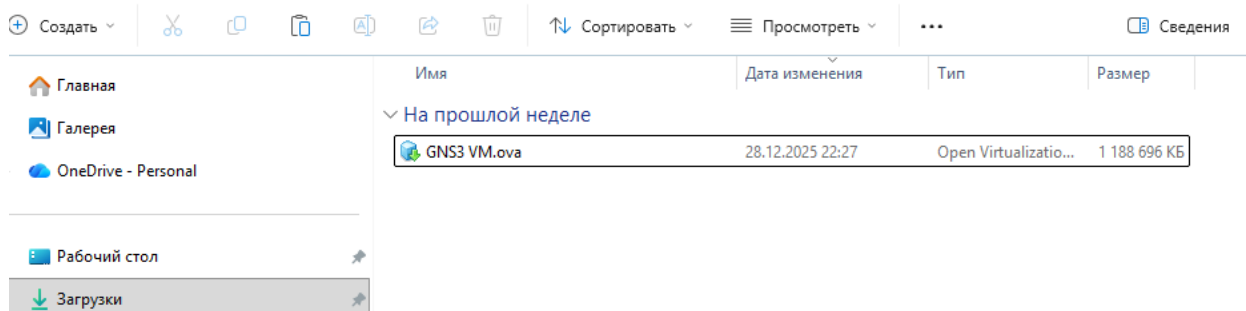 Создать Сортировать Просмотреть ... Сведения
Имя Дата изменения Тип Размер
Главная
На прошлой неделе
Галерея
GNS3 VM.ova 28.12.2025 22:27 Open Virtualizatio... 1 188 696 КБ
OneDrive - Personal
Рабочий стол
Загрузки